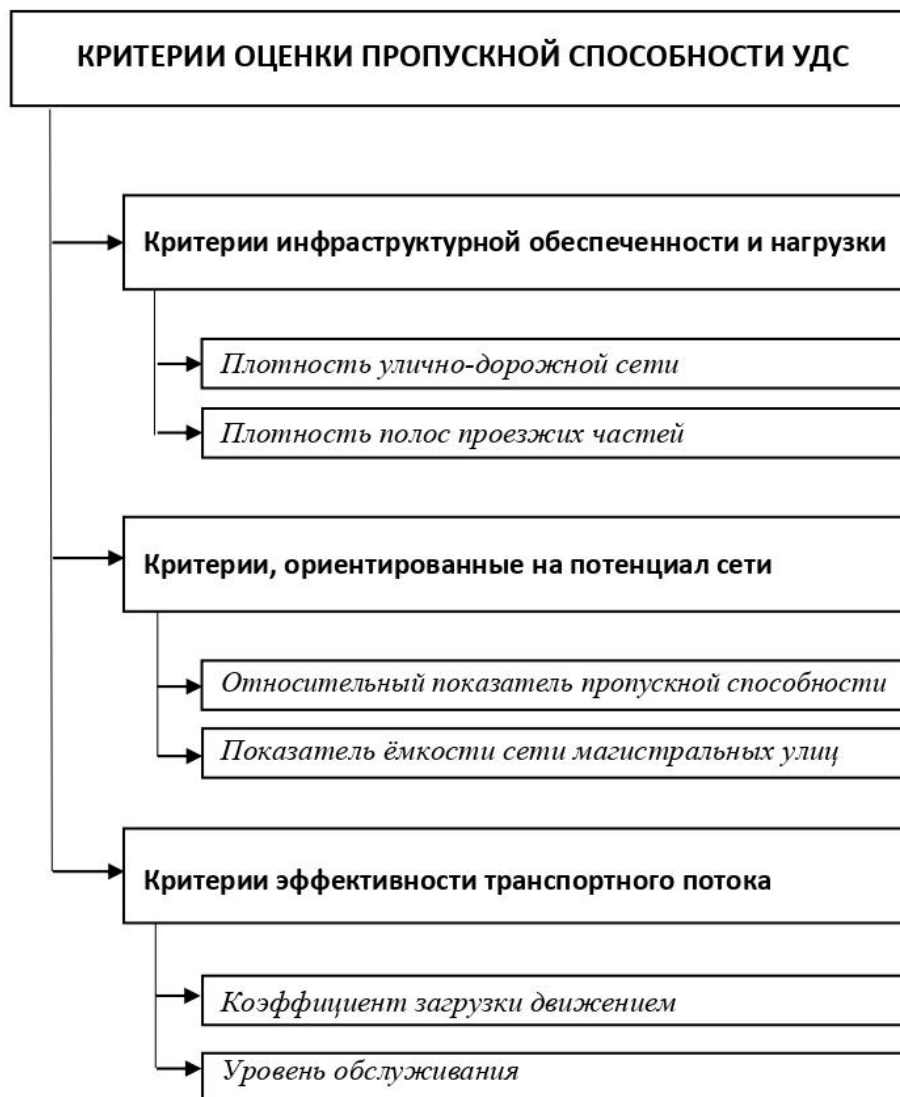 КРИТЕРИИ ОЦЕНКИ ПРОПУСКНОЙ СПОСОБНОСТИ УДС
Критерии инфраструктурной обеспеченности и нагрузки
Плотность улично-дорожной сети
Плотность полос проезжих частей
Критерии, ориентированные на потенциал сети
Относительный показатель пропускной способности
Показатель ёмкости сети магистральных улиц
Критерии эффективности транспортного потока
Коэффициент загрузки движением
Уровень обслуживания